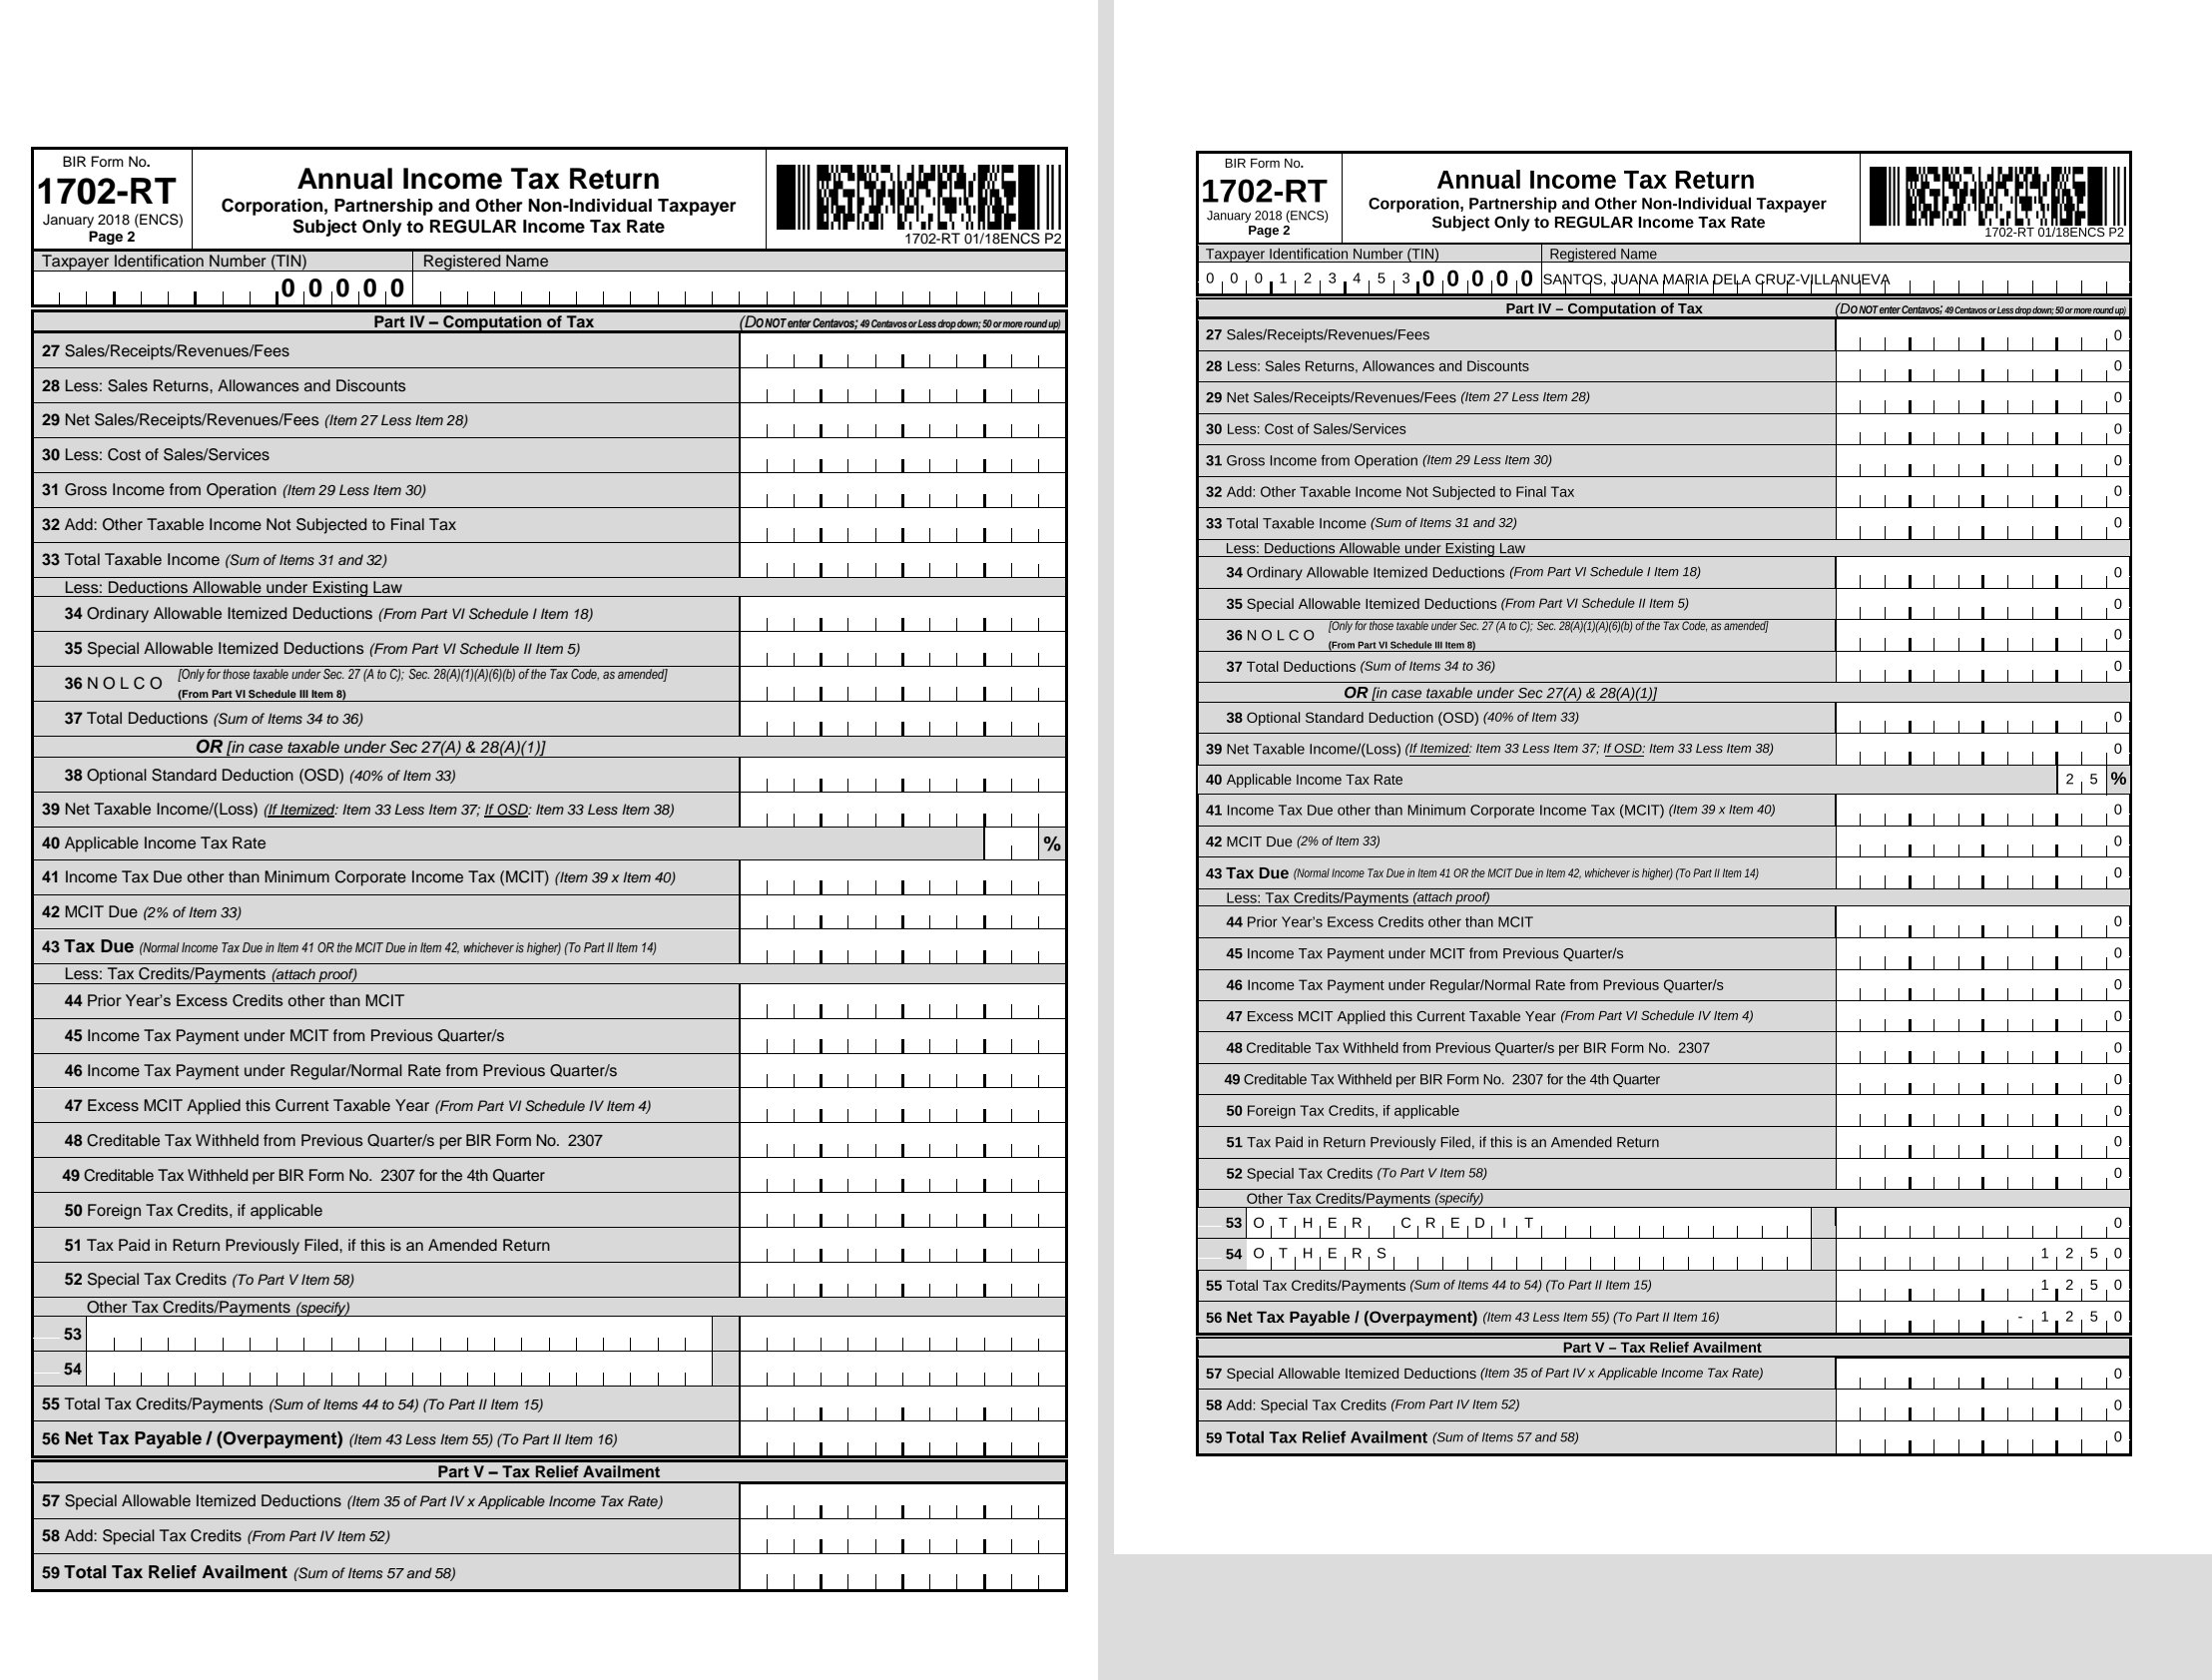 BIR Form No.
1702-RT
January 2018 (ENCS)
Page 2
Annual Income Tax Return
Corporation, Partnership and Other Non-Individual Taxpayer
Subject Only to REGULAR Income Tax Rate
1702-RT 01/18ENCS P2
Taxpayer Identification Number (TIN) Registered Name
0 0 0 0 0
Part IV – Computation of Tax (DO NOT enter Centavos; 49 Centavos or Less drop down; 50 or more round up)
27 Sales/Receipts/Revenues/Fees
28 Less: Sales Returns, Allowances and Discounts
29 Net Sales/Receipts/Revenues/Fees (Item 27 Less Item 28)
30 Less: Cost of Sales/Services
31 Gross Income from Operation (Item 29 Less Item 30)
32 Add: Other Taxable Income Not Subjected to Final Tax
33 Total Taxable Income (Sum of Items 31 and 32)
Less: Deductions Allowable under Existing Law
34 Ordinary Allowable Itemized Deductions (From Part VI Schedule I Item 18)
35 Special Allowable Itemized Deductions (From Part VI Schedule II Item 5)
36 N O L C O [Only for those taxable under Sec. 27 (A to C); Sec. 28(A)(1)(A)(6)(b) of the Tax Code, as amended]
(From Part VI Schedule III Item 8)
37 Total Deductions (Sum of Items 34 to 36)
OR [in case taxable under Sec 27(A) & 28(A)(1)]
38 Optional Standard Deduction (OSD) (40% of Item 33)
39 Net Taxable Income/(Loss) (If Itemized: Item 33 Less Item 37; If OSD: Item 33 Less Item 38)
40 Applicable Income Tax Rate %
41 Income Tax Due other than Minimum Corporate Income Tax (MCIT) (Item 39 x Item 40)
42 MCIT Due (2% of Item 33)
43 Tax Due (Normal Income Tax Due in Item 41 OR the MCIT Due in Item 42, whichever is higher) (To Part II Item 14)
Less: Tax Credits/Payments (attach proof)
44 Prior Year’s Excess Credits other than MCIT
45 Income Tax Payment under MCIT from Previous Quarter/s
46 Income Tax Payment under Regular/Normal Rate from Previous Quarter/s
47 Excess MCIT Applied this Current Taxable Year (From Part VI Schedule IV Item 4)
48 Creditable Tax Withheld from Previous Quarter/s per BIR Form No. 2307
49 Creditable Tax Withheld per BIR Form No. 2307 for the 4th Quarter
50 Foreign Tax Credits, if applicable
51 Tax Paid in Return Previously Filed, if this is an Amended Return
52 Special Tax Credits (To Part V Item 58)
Other Tax Credits/Payments (specify)
53
54
55 Total Tax Credits/Payments (Sum of Items 44 to 54) (To Part II Item 15)
56 Net Tax Payable / (Overpayment) (Item 43 Less Item 55) (To Part II Item 16)
Part V – Tax Relief Availment
57 Special Allowable Itemized Deductions (Item 35 of Part IV x Applicable Income Tax Rate)
58 Add: Special Tax Credits (From Part IV Item 52)
59 Total Tax Relief Availment (Sum of Items 57 and 58)
BIR Form No.
1702-RT
January 2018 (ENCS)
Page 2
Annual Income Tax Return
Corporation, Partnership and Other Non-Individual Taxpayer
Subject Only to REGULAR Income Tax Rate
1702-RT 01/18ENCS P2
Taxpayer Identification Number (TIN) Registered Name
0 0 0 1 2 3 4 5 3 0 0 0 0 0 SANTOS, JUANA MARIA DELA CRUZ-VILLANUEVA
Part IV – Computation of Tax (DO NOT enter Centavos; 49 Centavos or Less drop down; 50 or more round up)
27 Sales/Receipts/Revenues/Fees 0
28 Less: Sales Returns, Allowances and Discounts 0
29 Net Sales/Receipts/Revenues/Fees (Item 27 Less Item 28) 0
30 Less: Cost of Sales/Services 0
31 Gross Income from Operation (Item 29 Less Item 30) 0
32 Add: Other Taxable Income Not Subjected to Final Tax 0
33 Total Taxable Income (Sum of Items 31 and 32) 0
Less: Deductions Allowable under Existing Law
34 Ordinary Allowable Itemized Deductions (From Part VI Schedule I Item 18) 0
35 Special Allowable Itemized Deductions (From Part VI Schedule II Item 5) 0
36 N O L C O [Only for those taxable under Sec. 27 (A to C); Sec. 28(A)(1)(A)(6)(b) of the Tax Code, as amended] 0
(From Part VI Schedule III Item 8)
37 Total Deductions (Sum of Items 34 to 36) 0
OR [in case taxable under Sec 27(A) & 28(A)(1)]
38 Optional Standard Deduction (OSD) (40% of Item 33) 0
39 Net Taxable Income/(Loss) (If Itemized: Item 33 Less Item 37; If OSD: Item 33 Less Item 38) 0
40 Applicable Income Tax Rate 2 5 %
41 Income Tax Due other than Minimum Corporate Income Tax (MCIT) (Item 39 x Item 40) 0
42 MCIT Due (2% of Item 33) 0
43 Tax Due (Normal Income Tax Due in Item 41 OR the MCIT Due in Item 42, whichever is higher) (To Part II Item 14) 0
Less: Tax Credits/Payments (attach proof)
44 Prior Year’s Excess Credits other than MCIT 0
45 Income Tax Payment under MCIT from Previous Quarter/s 0
46 Income Tax Payment under Regular/Normal Rate from Previous Quarter/s 0
47 Excess MCIT Applied this Current Taxable Year (From Part VI Schedule IV Item 4) 0
48 Creditable Tax Withheld from Previous Quarter/s per BIR Form No. 2307 0
49 Creditable Tax Withheld per BIR Form No. 2307 for the 4th Quarter 0
50 Foreign Tax Credits, if applicable 0
51 Tax Paid in Return Previously Filed, if this is an Amended Return 0
52 Special Tax Credits (To Part V Item 58) 0
Other Tax Credits/Payments (specify)
53 O T H E R C R E D I T 0
54 O T H E R S 1 2 5 0
55 Total Tax Credits/Payments (Sum of Items 44 to 54) (To Part II Item 15) 1 2 5 0
56 Net Tax Payable / (Overpayment) (Item 43 Less Item 55) (To Part II Item 16) - 1 2 5 0
Part V – Tax Relief Availment
57 Special Allowable Itemized Deductions (Item 35 of Part IV x Applicable Income Tax Rate) 0
58 Add: Special Tax Credits (From Part IV Item 52) 0
59 Total Tax Relief Availment (Sum of Items 57 and 58) 0